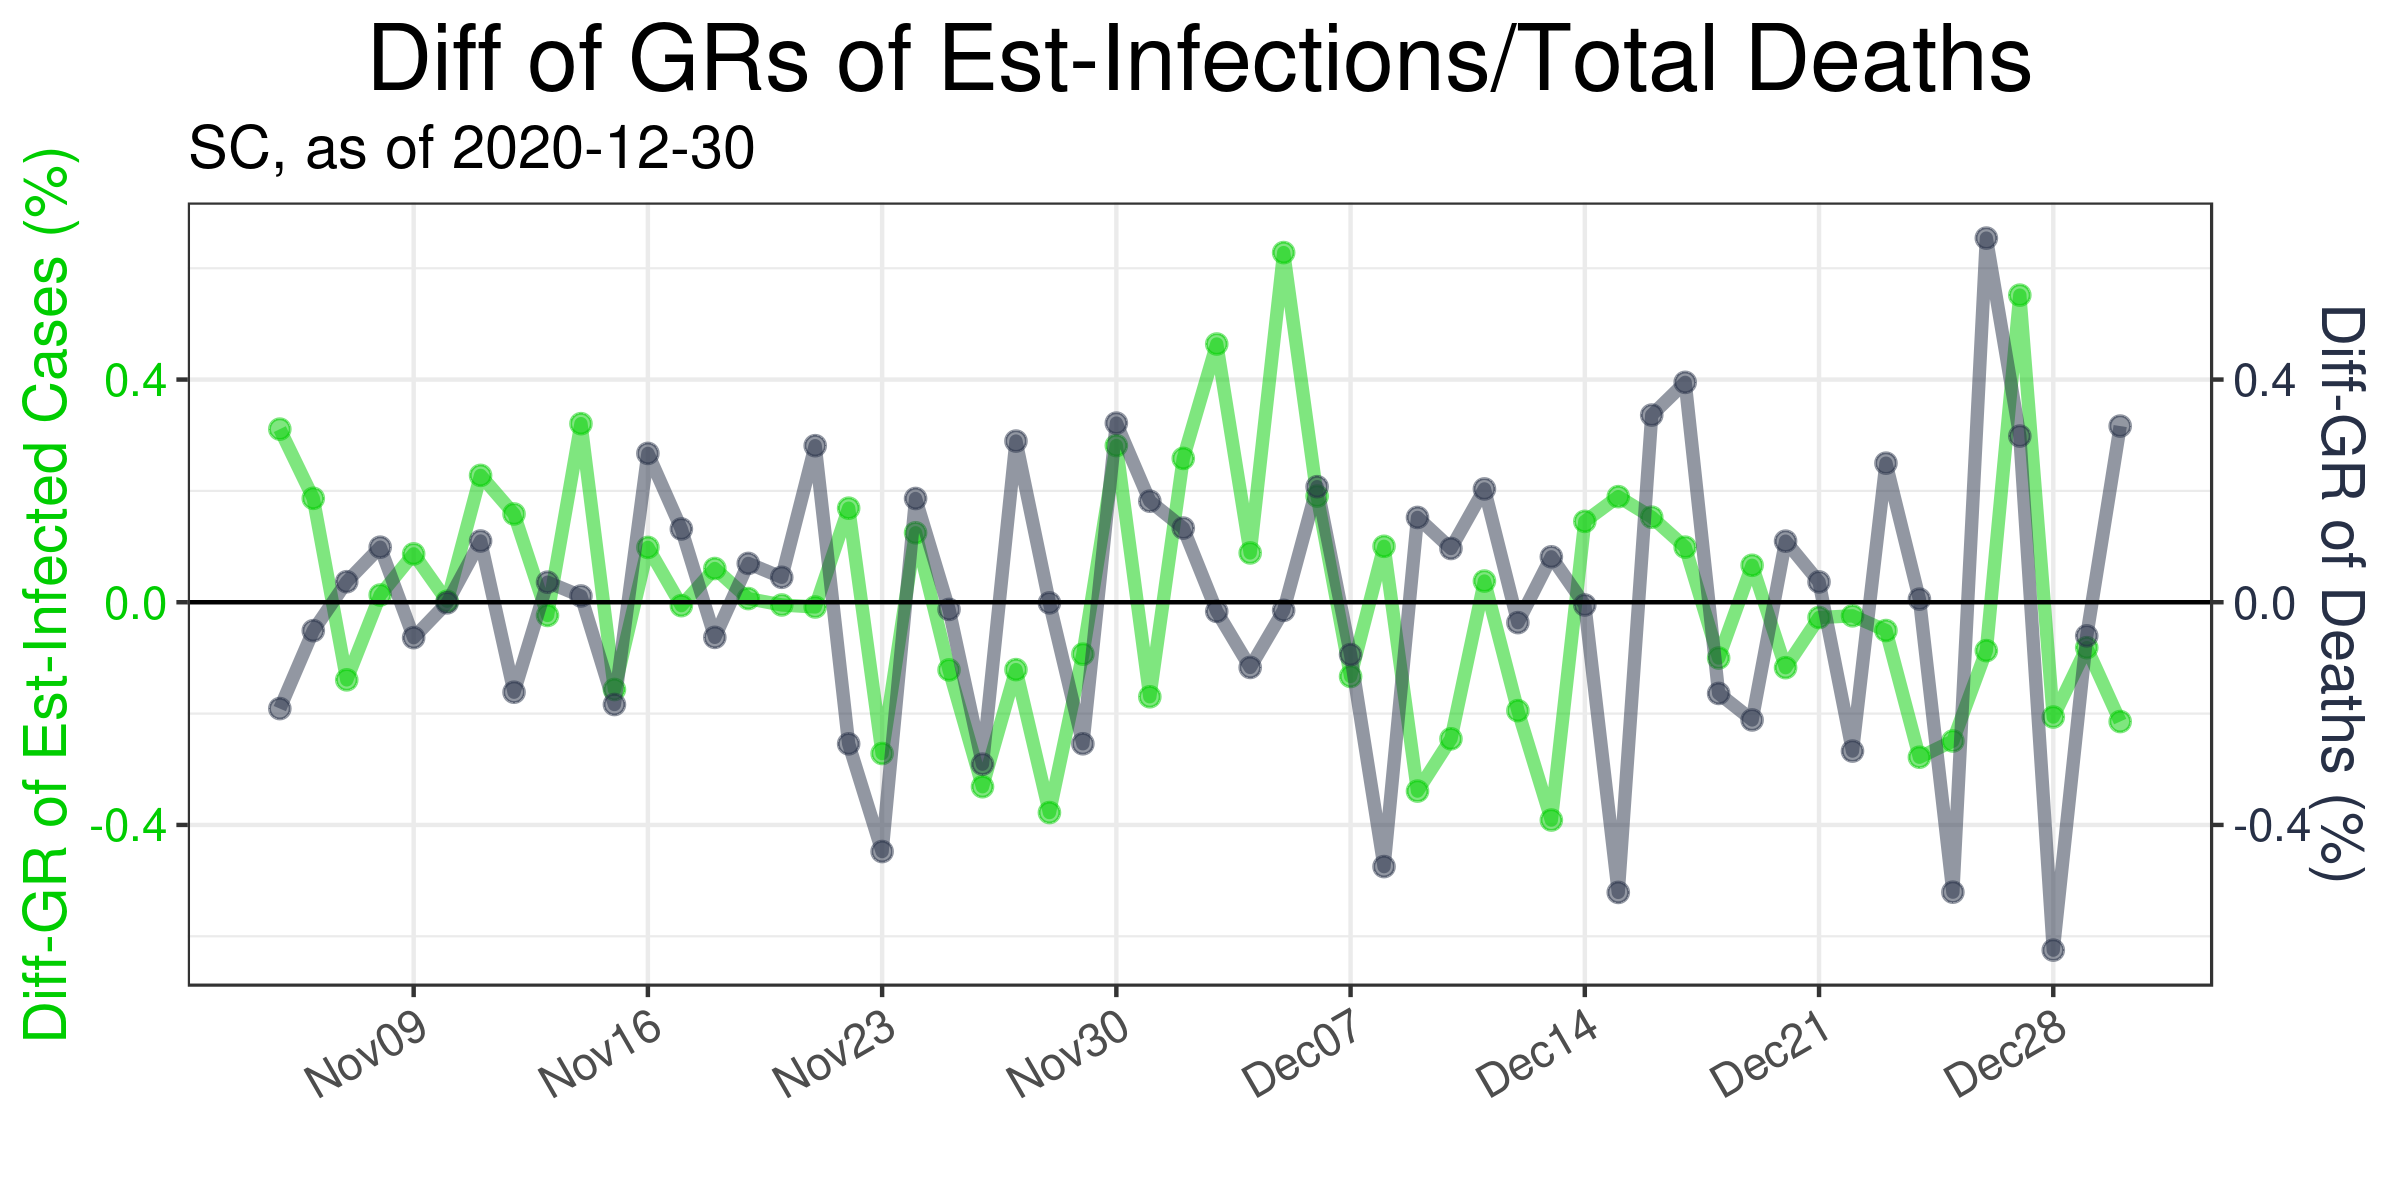 Diff of GRs of Est-Infections/Total Deaths
SC, as of 2020-12-30
Diff-GR of Est-Infected Cases (%)
0.4
0.0
-0.4
0.4
0.0
-0.4
Diff-GR of Deaths (%)
Nov09
Nov16
Nov23
Nov30
Dec07
Dec14
Dec21
Dec28